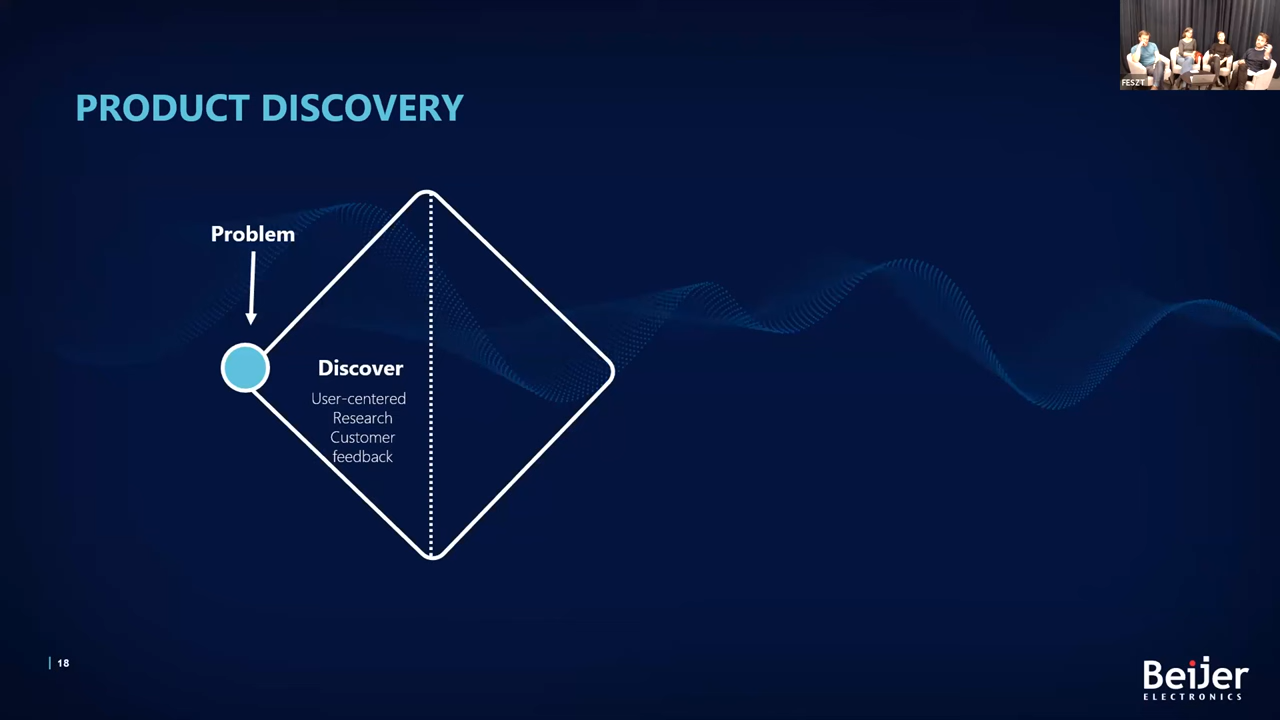 FESZT
PRODUCT DISCOVERY
Problem
Discover
User-centered
Research
Customer
feedback
18
Beijer
ELECTRONICS